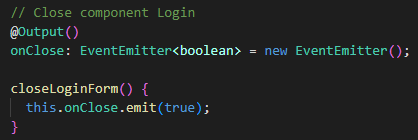 // Close component Login
@Output()
onClose: EventEmitter<boolean> = new EventEmitter();
closeLoginForm() {
this.onClose.emit(true);
}